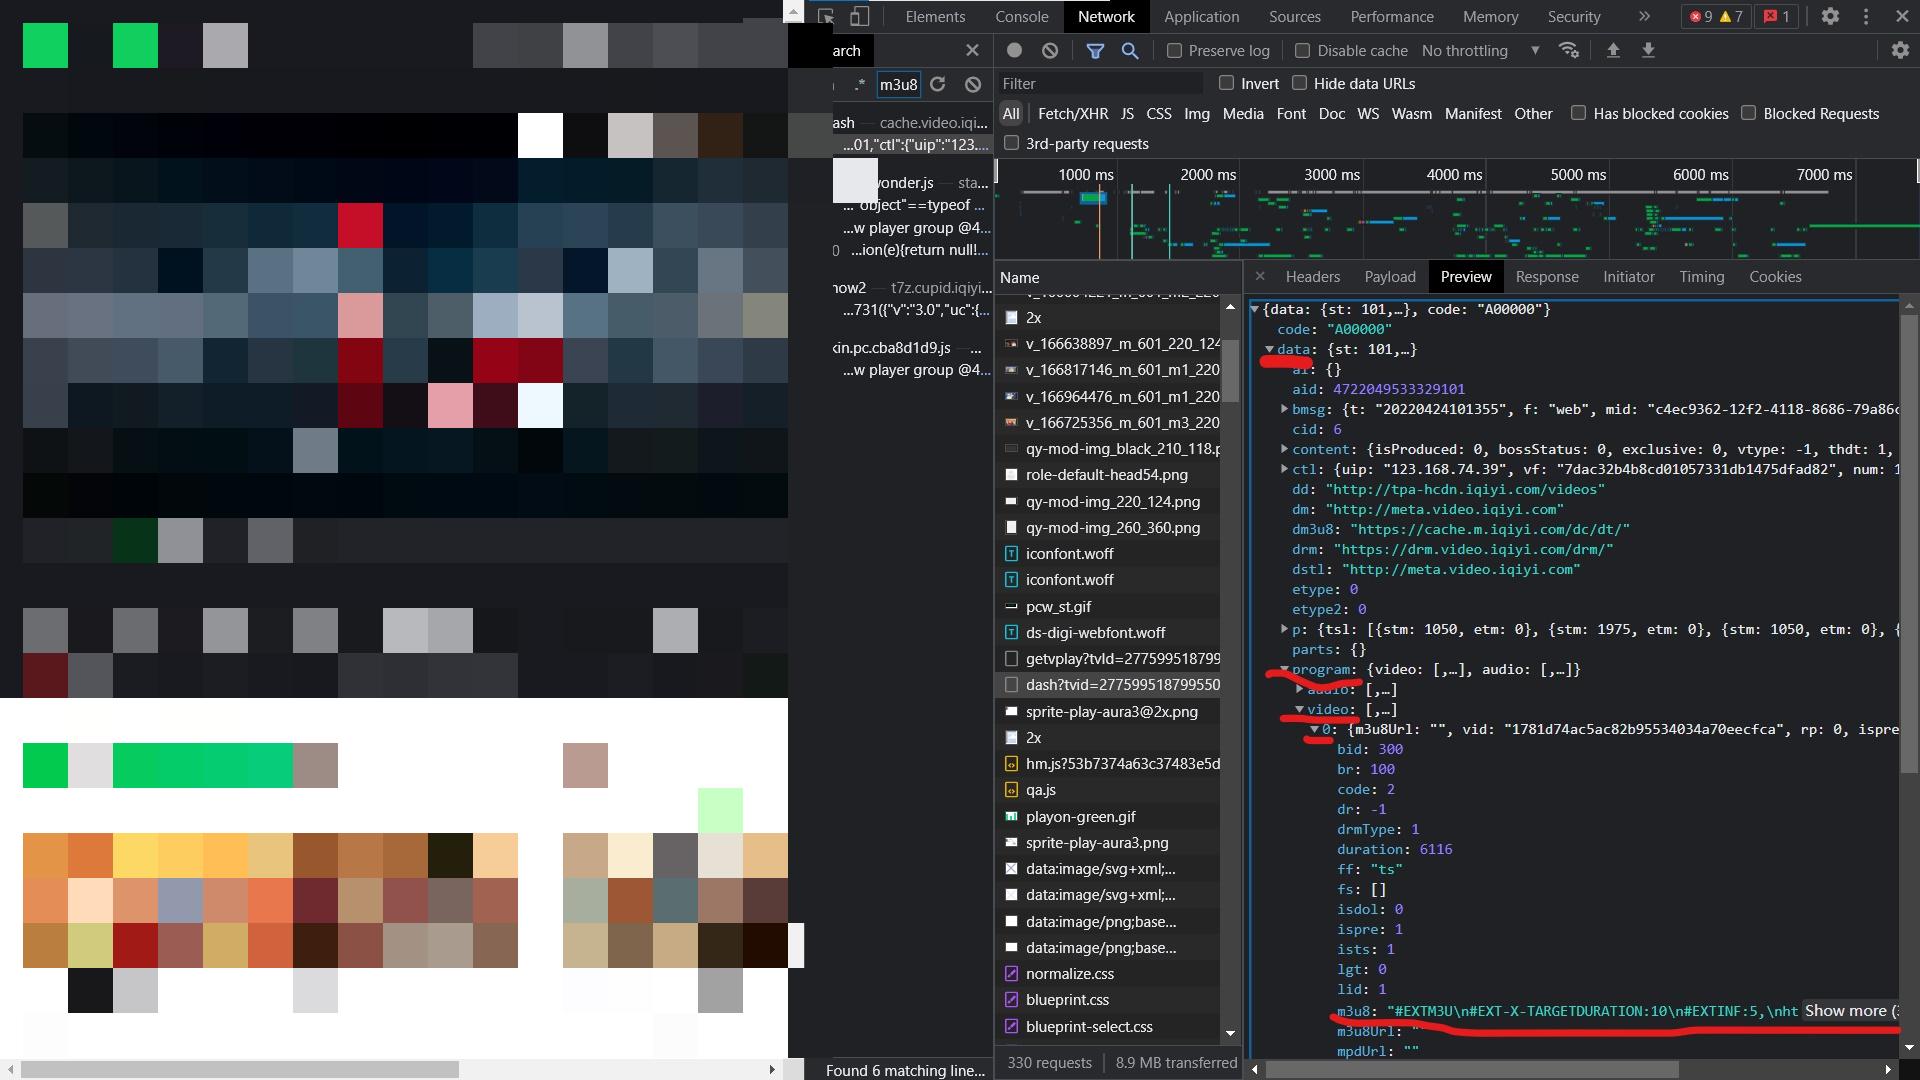 Elements Console Network Application Sources Performance Memory Security » 9 7 1
arch
Preserve log Disable cache No throttling
.* m3u8
Filter Invert Hide data URLs
All Fetch/XHR JS CSS Img Media Font Doc WS Wasm Manifest Other Has blocked cookies Blocked Requests
3rd-party requests
ash — cache.video.iqi...
...01,"ctl":{"uip":"123....
wonder.js — sta...
... object"==typeof ...
...w player group @4...
0 ...ion(e){return null!...
how2 — t7z.cupid.iqiyi...
...731({"v":"3.0","uc":{...
kin.pc.cba8d1d9.js —...
...w player group @4...
Found 6 matching line...
1000 ms 2000 ms 3000 ms 4000 ms 5000 ms 6000 ms 7000 ms
Name
2x
v_166638897_m_601_220_124
v_166817146_m_601_m1_220
v_166964476_m_601_m1_220
v_166725356_m_601_m3_220
qy-mod-img_black_210_118.p
role-default-head54.png
qy-mod-img_220_124.png
qy-mod-img_260_360.png
iconfont.woff
iconfont.woff
pcw_st.gif
ds-digi-webfont.woff
getvplay?tvId=277599518799
dash?tvid=277599518799550
sprite-play-aura3@2x.png
2x
hm.js?53b7374a63c37483e5d
qa.js
playon-green.gif
sprite-play-aura3.png
data:image/svg+xml;...
data:image/svg+xml;...
data:image/png;base...
data:image/png;base...
normalize.css
blueprint.css
blueprint-select.css
330 requests 8.9 MB transferred
Headers Payload Preview Response Initiator Timing Cookies
{data: {st: 101,…}, code: "A00000"}
code: "A00000"
data: {st: 101,…}
ai: {}
aid: 4722049533329101
bmsg: {t: "20220424101355", f: "web", mid: "c4ec9362-12f2-4118-8686-79a86c
cid: 6
content: {isProduced: 0, bossStatus: 0, exclusive: 0, vtype: -1, thdt: 1,
ctl: {uip: "123.168.74.39", vf: "7dac32b4b8cd01057331db1475dfad82", num: 1
dd: "http://tpa-hcdn.iqiyi.com/videos"
dm: "http://meta.video.iqiyi.com"
dm3u8: "https://cache.m.iqiyi.com/dc/dt/"
drm: "https://drm.video.iqiyi.com/drm/"
dstl: "http://meta.video.iqiyi.com"
etype: 0
etype2: 0
p: {tsl: [{stm: 1050, etm: 0}, {stm: 1975, etm: 0}, {stm: 1050, etm: 0}, {
parts: {}
program: {video: [,…], audio: [,…]}
audio: [,…]
video: [,…]
0: {m3u8Url: "", vid: "1781d74ac5ac82b95534034a70eecfca", rp: 0, ispre
bid: 300
br: 100
code: 2
dr: -1
drmType: 1
duration: 6116
ff: "ts"
fs: []
isdol: 0
ispre: 1
ists: 1
lgt: 0
lid: 1
m3u8: "#EXTM3U\n#EXT-X-TARGETDURATION:10\n#EXTINF:5,\nht Show more (
m3u8Url: ""
mpdUrl: ""